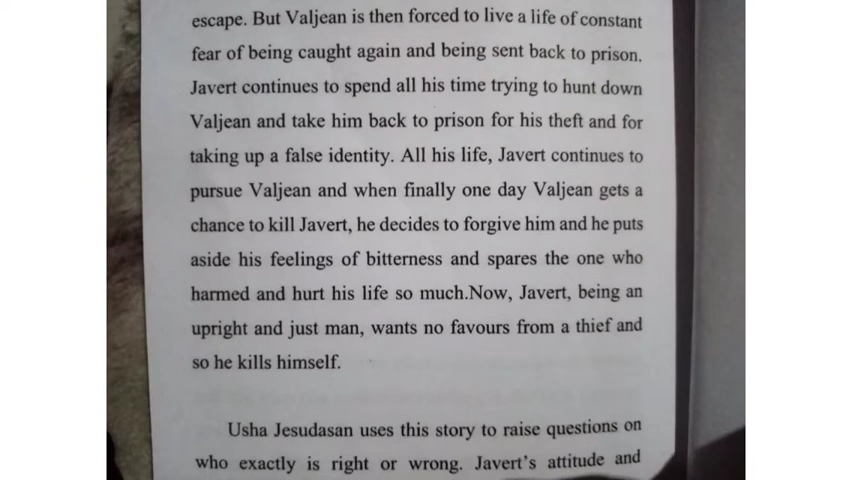 escape. But Valjean is then forced to live a life of constant
fear of being caught again and being sent back to prison.
Javert continues to spend all his time trying to hunt down
Valjean and take him back to prison for his theft and for
taking up a false identity. All his life, Javert continues to
pursue Valjean and when finally one day Valjean gets a
chance to kill Javert, he decides to forgive him and he puts
aside his feelings of bitterness and spares the one who
harmed and hurt his life so much.Now, Javert, being an
upright and just man, wants no favours from a thief and
so he kills himself.
Usha Jesudasan uses this story to raise questions on
who exactly is right or wrong. Javert's attitude and